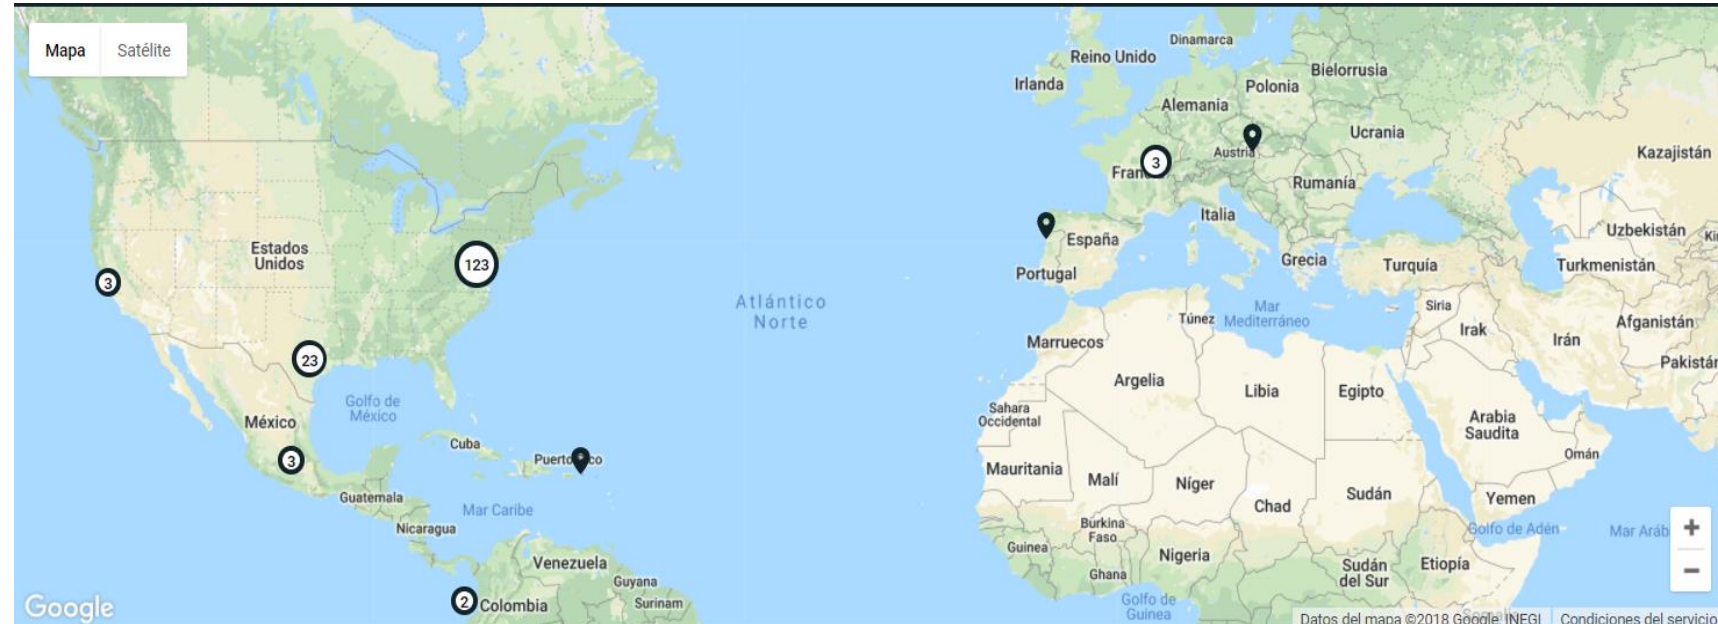 Mapa
Satélite
Dinamarca
Reino Unido
Irlanda
Bielorrusia
Polonia
Alemania
Ucrania
Kazajistán
Austria
3
Rumanía
Italia
Uzbekistán
España
Estados
Unidos
Grecia
Turquía
Turkmenistán
123
Portugal
3
Atlántico
Norte
Siria
Mar
Mediterráneo
Túnez
Irak
Afganistán
Irán
Marruecos
23
Argelia
Libia
Egipto
Golfo de
México
Sahara
Occidental
Arabia
Saudita
México
Cuba
3
Omán
Mauritania
Malí
Níger
Sudán
Yemen
Guatemala
Chad
Mar Caribe
Nicaragua
Burkina
Faso
Golfo de Adén
+
Guinea
Nigeria
Venezuela
Sudán
del Sur
Etiopía
Ghana
−
Guyana
2
Colombia
Surinam
Golfo de
Guinea
Google
Datos del mapa ©2018 Google, INEGI
Condiciones del servicio